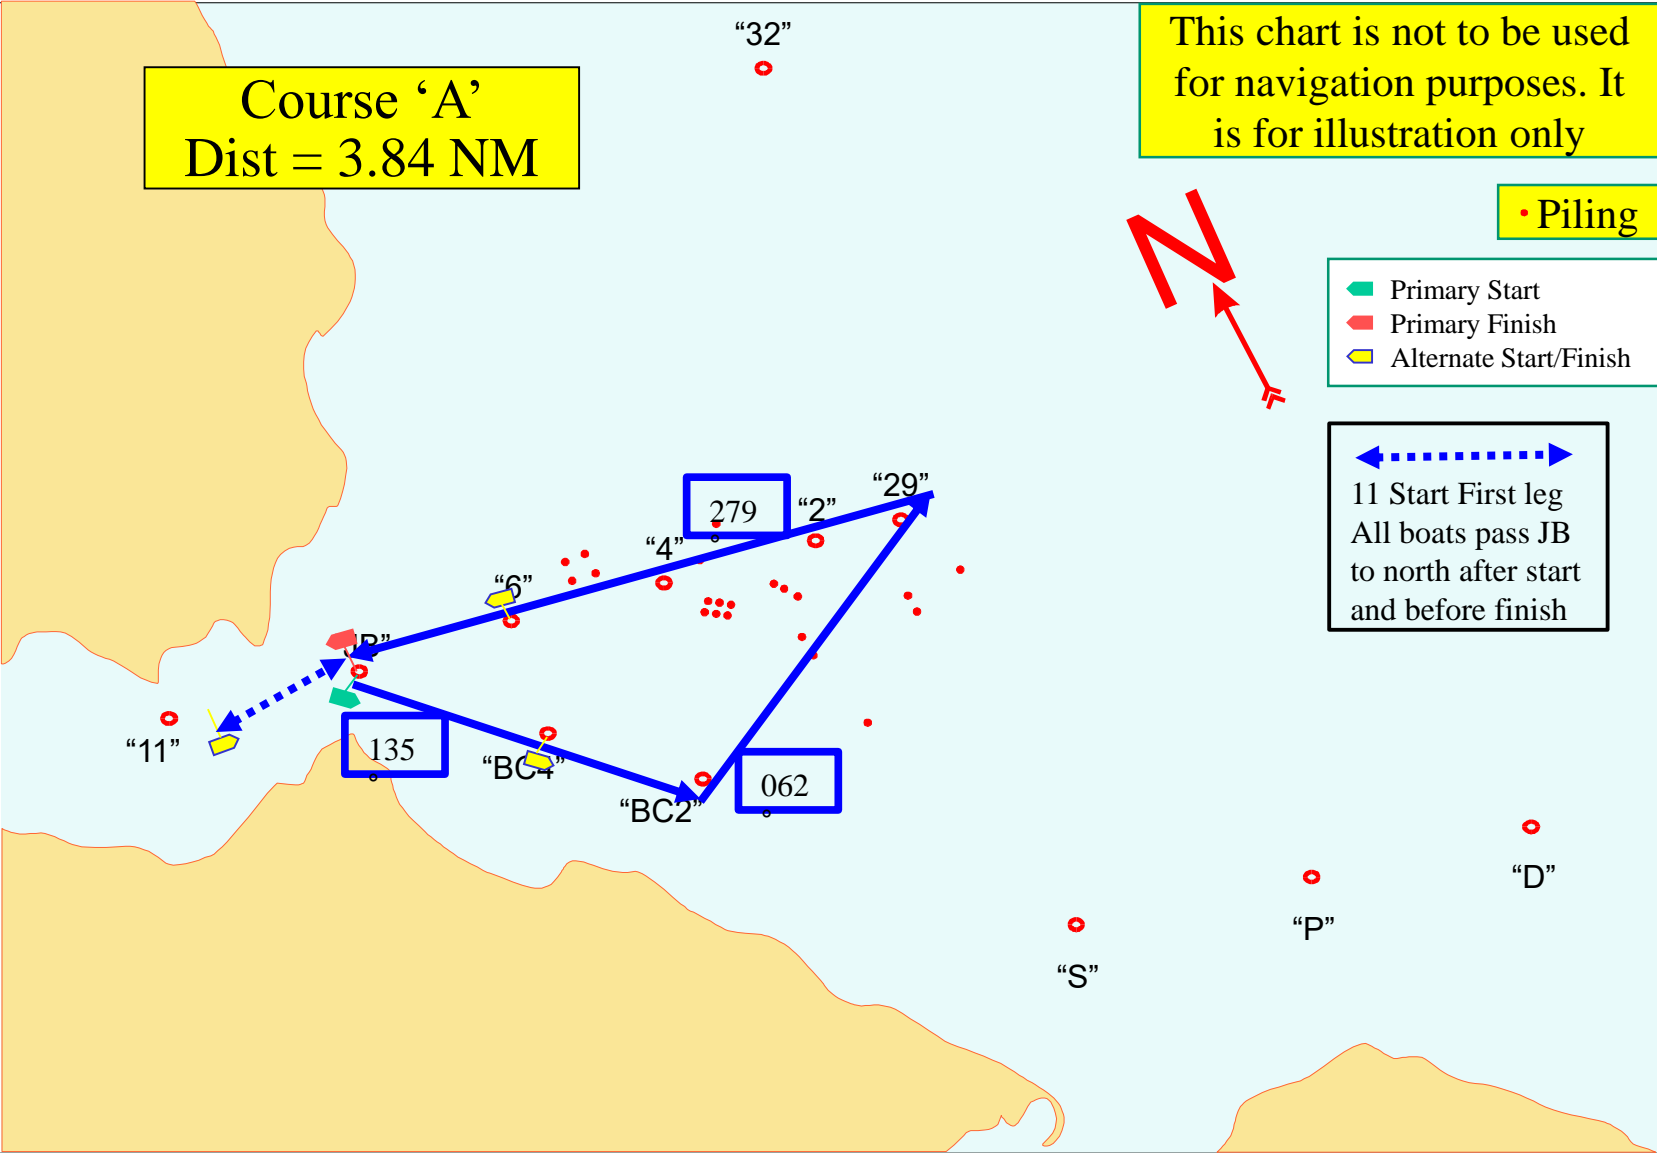 “32”
This chart is not to be used
for navigation purposes. It
is for illustration only
Course ‘A’
Dist = 3.84 NM
N
Piling
Primary Start
Primary Finish
Alternate Start/Finish
11 Start First leg
All boats pass JB
to north after start
and before finish
“29”
279°
“2”
“4”
“6”
“11”
135°
“BC4”
“BC2”
062°
“D”
“P”
“S”